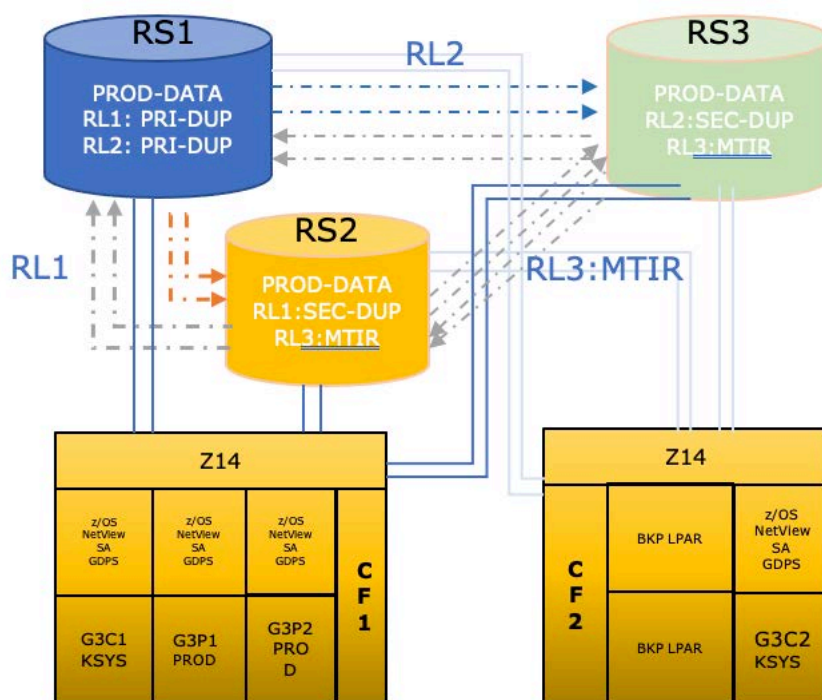 RS1
PROD-DATA
RL1: PRI-DUP
RL2: PRI-DUP
RL2
RS3
PROD-DATA
RL2:SEC-DUP
RL3:MTIR
RL1
RS2
PROD-DATA
RL1:SEC-DUP
RL3:MTIR
RL3:MTIR
Z14
z/OS
NetView
SA
GDPS
z/OS
NetView
SA
GDPS
z/OS
NetView
SA
GDPS
C
F
1
G3C1
KSYS
G3P1
PROD
G3P2
PRO
D
Z14
C
F
2
BKP LPAR
z/OS
NetView
SA
GDPS
BKP LPAR
G3C2
KSYS